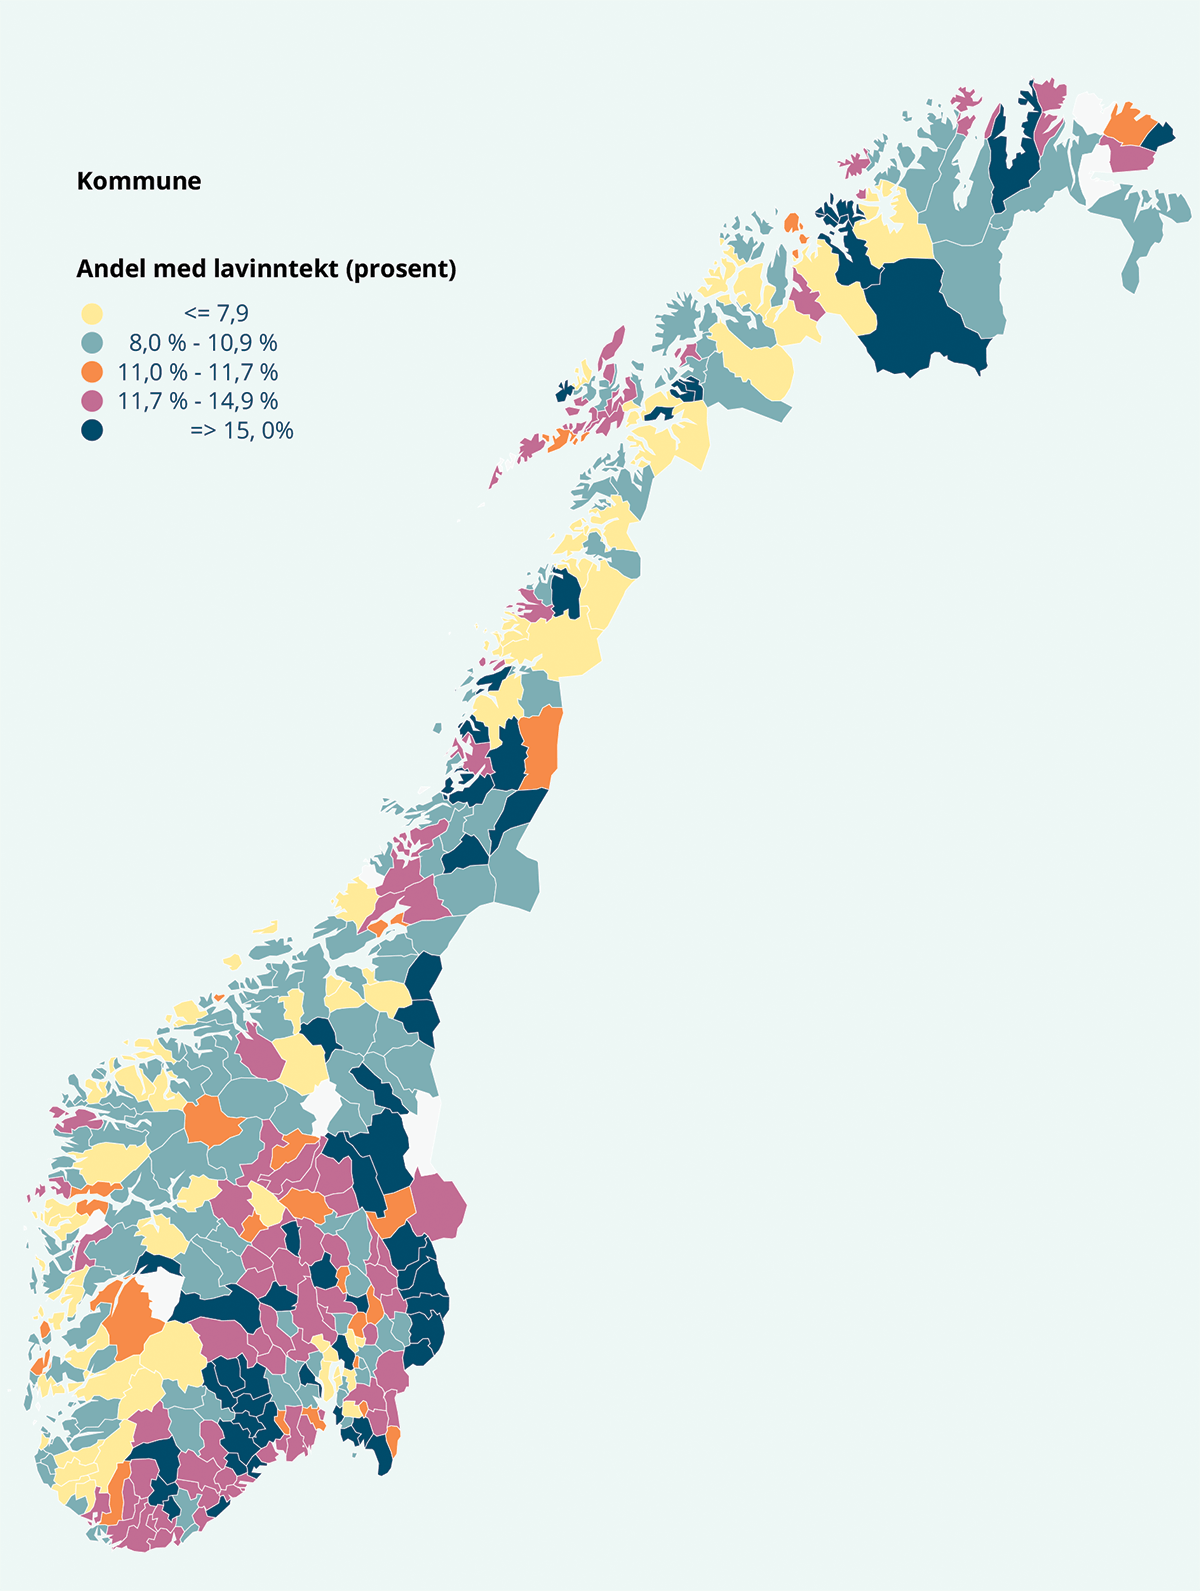 Kommune
Andel med lavinntekt (prosent)
<= 7,9
8,0 % - 10,9 %
11,0 % - 11,7 %
11,7 % - 14,9 %
=> 15, 0%